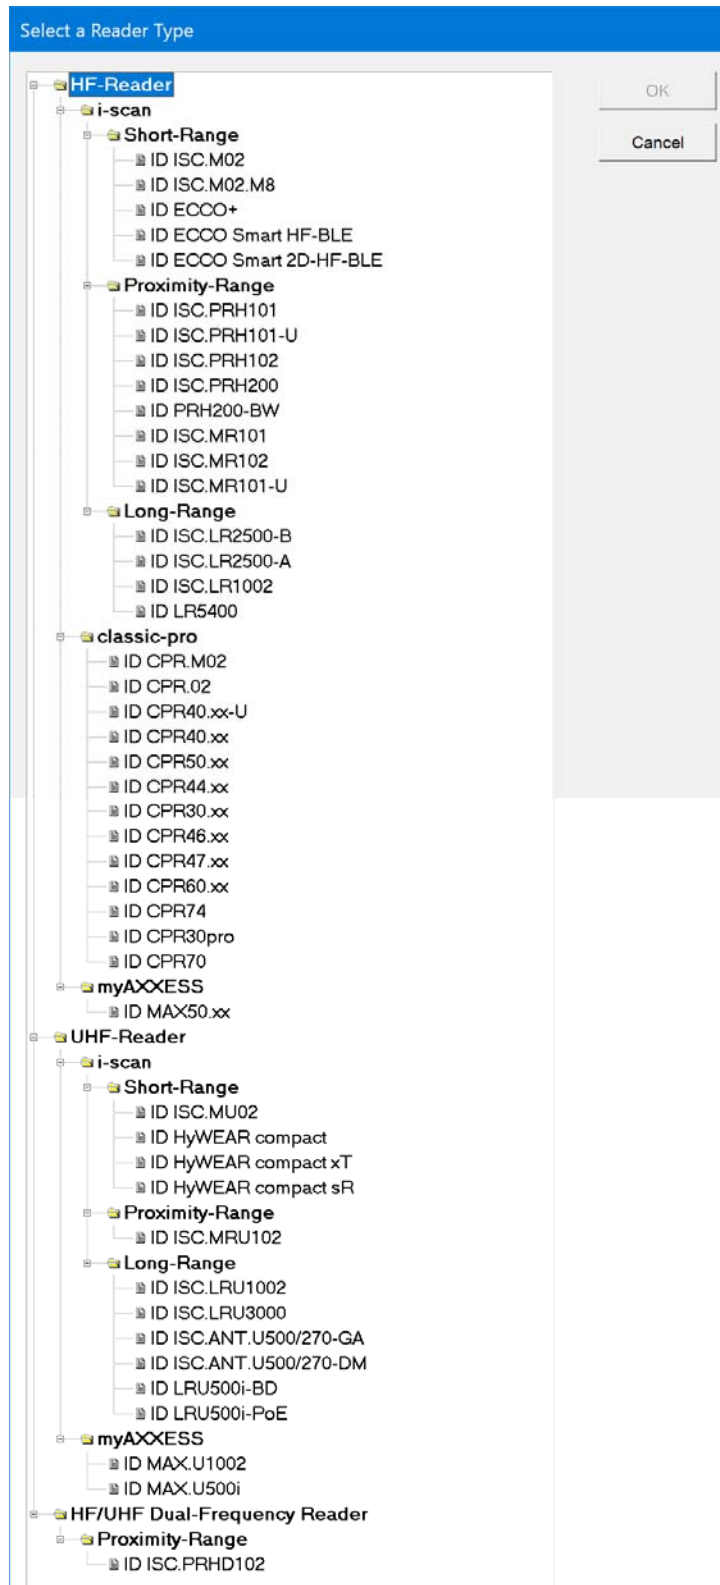 Select a Reader Type
HF-Reader
OK
i-scan
Short-Range
Cancel
ID ISC.M02
ID ISC.M02.M8
ID ECCO+
ID ECCO Smart HF-BLE
ID ECCO Smart 2D-HF-BLE
Proximity-Range
ID ISC.PRH101
ID ISC.PRH101-U
ID ISC.PRH102
ID ISC.PRH200
ID PRH200-BW
ID ISC.MR101
ID ISC.MR102
ID ISC.MR101-U
Long-Range
ID ISC.LR2500-B
ID ISC.LR2500-A
ID ISC.LR1002
ID LR5400
classic-pro
ID CPR.M02
ID CPR.02
ID CPR40.xx-U
ID CPR40.xx
ID CPR50.xx
ID CPR44.xx
ID CPR30.xx
ID CPR46.xx
ID CPR47.xx
ID CPR60.xx
ID CPR74
ID CPR30pro
ID CPR70
myAXXESS
ID MAX50.xx
UHF-Reader
i-scan
Short-Range
ID ISC.MU02
ID HyWEAR compact
ID HyWEAR compact xT
ID HyWEAR compact sR
Proximity-Range
ID ISC.MRU102
Long-Range
ID ISC.LRU1002
ID ISC.LRU3000
ID ISC.ANT.U500/270-GA
ID ISC.ANT.U500/270-DM
ID LRU500i-BD
ID LRU500i-PoE
myAXXESS
ID MAX.U1002
ID MAX.U500i
HF/UHF Dual-Frequency Reader
Proximity-Range
ID ISC.PRHD102